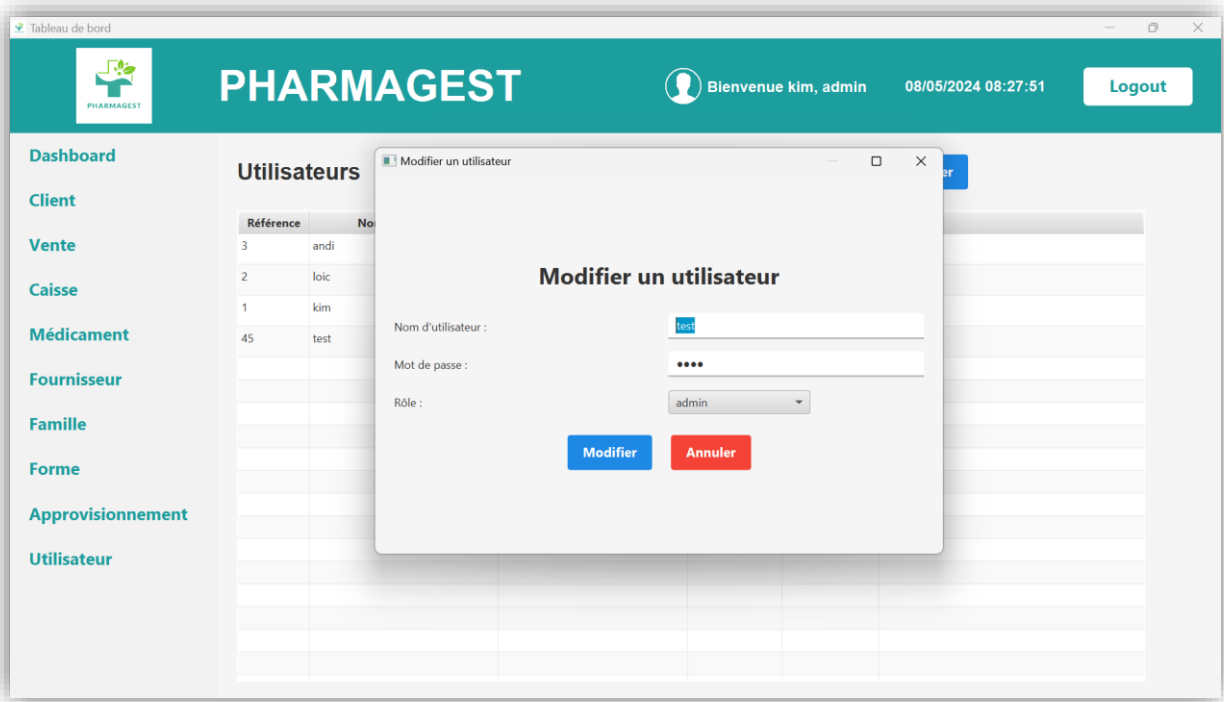 Tableau de bord
PHARMAGEST
PHARMAGEST
Bienvenue kim, admin
08/05/2024 08:27:51
Logout
Dashboard
Client
Vente
Caisse
Médicament
Fournisseur
Famille
Forme
Approvisionnement
Utilisateur
Utilisateurs
Référence
3 andi
2 loic
1 kim
45 test
Modifier un utilisateur
Modifier un utilisateur
Nom d'utilisateur : test
Mot de passe : ••••
Rôle : admin
Modifier Annuler